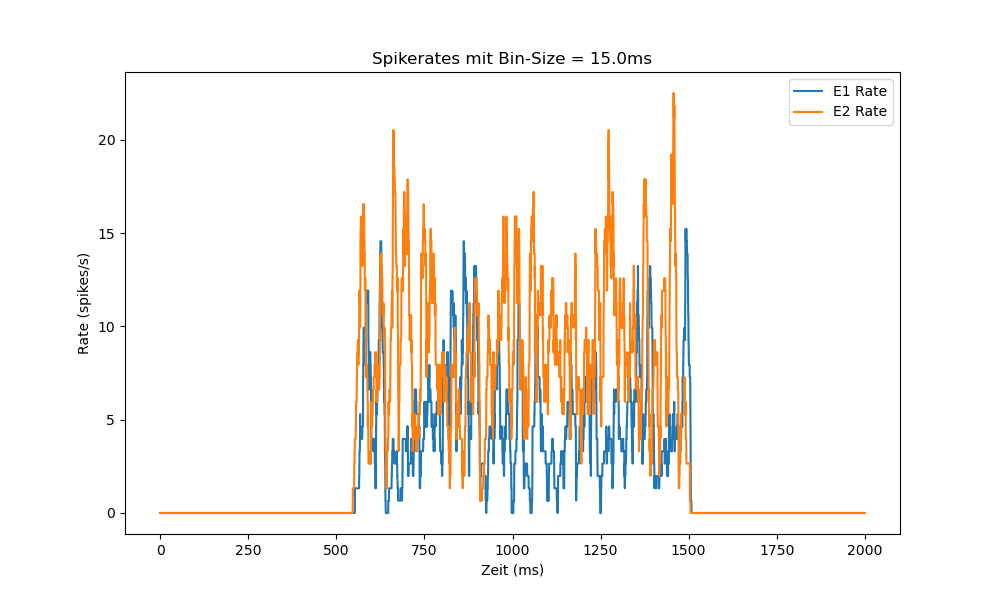 Spikerates mit Bin-Size = 15.0ms
E1 Rate
E2 Rate
Rate (spikes/s)
20
15
10
5
0
0 250 500 750 1000 1250 1500 1750 2000
Zeit (ms)